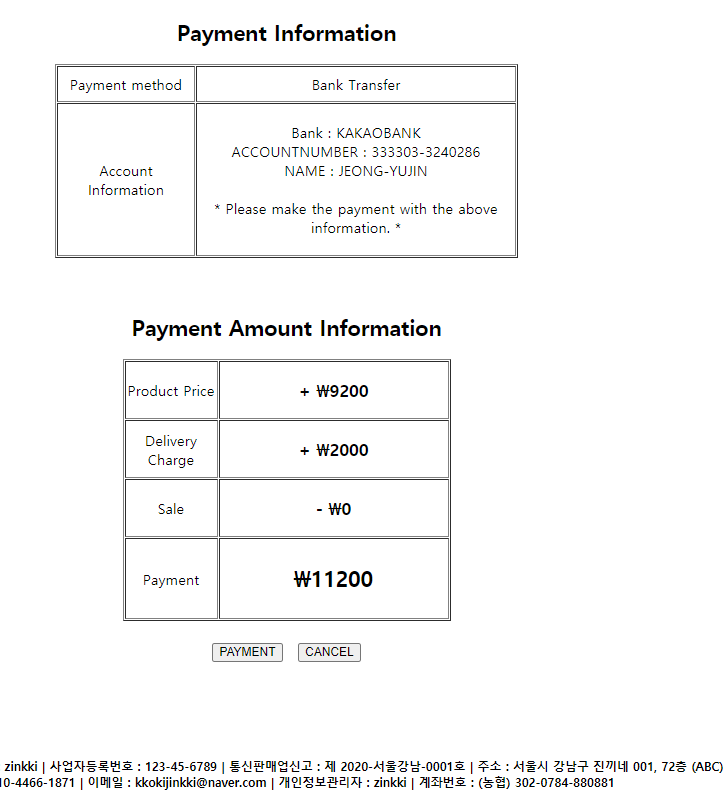 Payment Information
Payment method
Bank Transfer
Account
Information
Bank : KAKAOBANK
ACCOUNTNUMBER : 333303-3240286
NAME : JEONG-YUJIN
* Please make the payment with the above
information. *
Payment Amount Information
Product Price
+ ₩9200
Delivery
Charge
+ ₩2000
Sale
- ₩0
Payment
₩11200
PAYMENT
CANCEL
zinkki | 사업자등록번호 : 123-45-6789 | 통신판매업신고 : 제 2020-서울강남-0001호 | 주소 : 서울시 강남구 진끼네 001, 72층 (ABC)
10-4466-1871 | 이메일 : kkokijinkki@naver.com | 개인정보관리자 : zinkki | 계좌번호 : (농협) 302-0784-880881